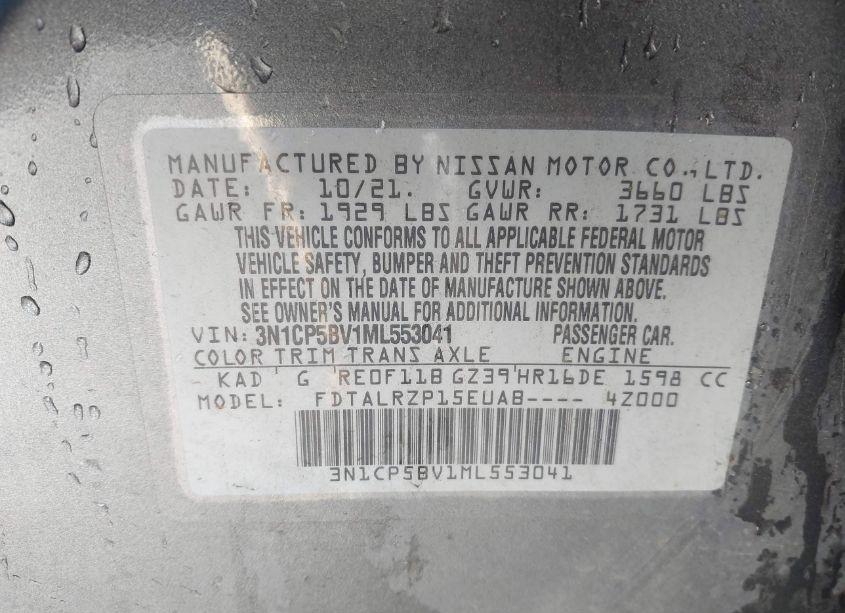 MANUFACTURED BY NISSAN MOTOR CO., LTD.
DATE: 10/21. GVWR: 3660 LBS
GAWR FR: 1929 LBS GAWR RR: 1731 LBS
THIS VEHICLE CONFORMS TO ALL APPLICABLE FEDERAL MOTOR
VEHICLE SAFETY, BUMPER AND THEFT PREVENTION STANDARDS
IN EFFECT ON THE DATE OF MANUFACTURE SHOWN ABOVE.
SEE OWNER'S MANUAL FOR ADDITIONAL INFORMATION.
VIN: 3N1CP5BV1ML553041 PASSENGER CAR.
COLOR TRIM TRANS AXLE ENGINE
KAD G RE0F11B GZ39 HR16DE 1598 CC
MODEL: FDTALRZP15EUAB---- 4Z000
3N1CP5BV1ML553041